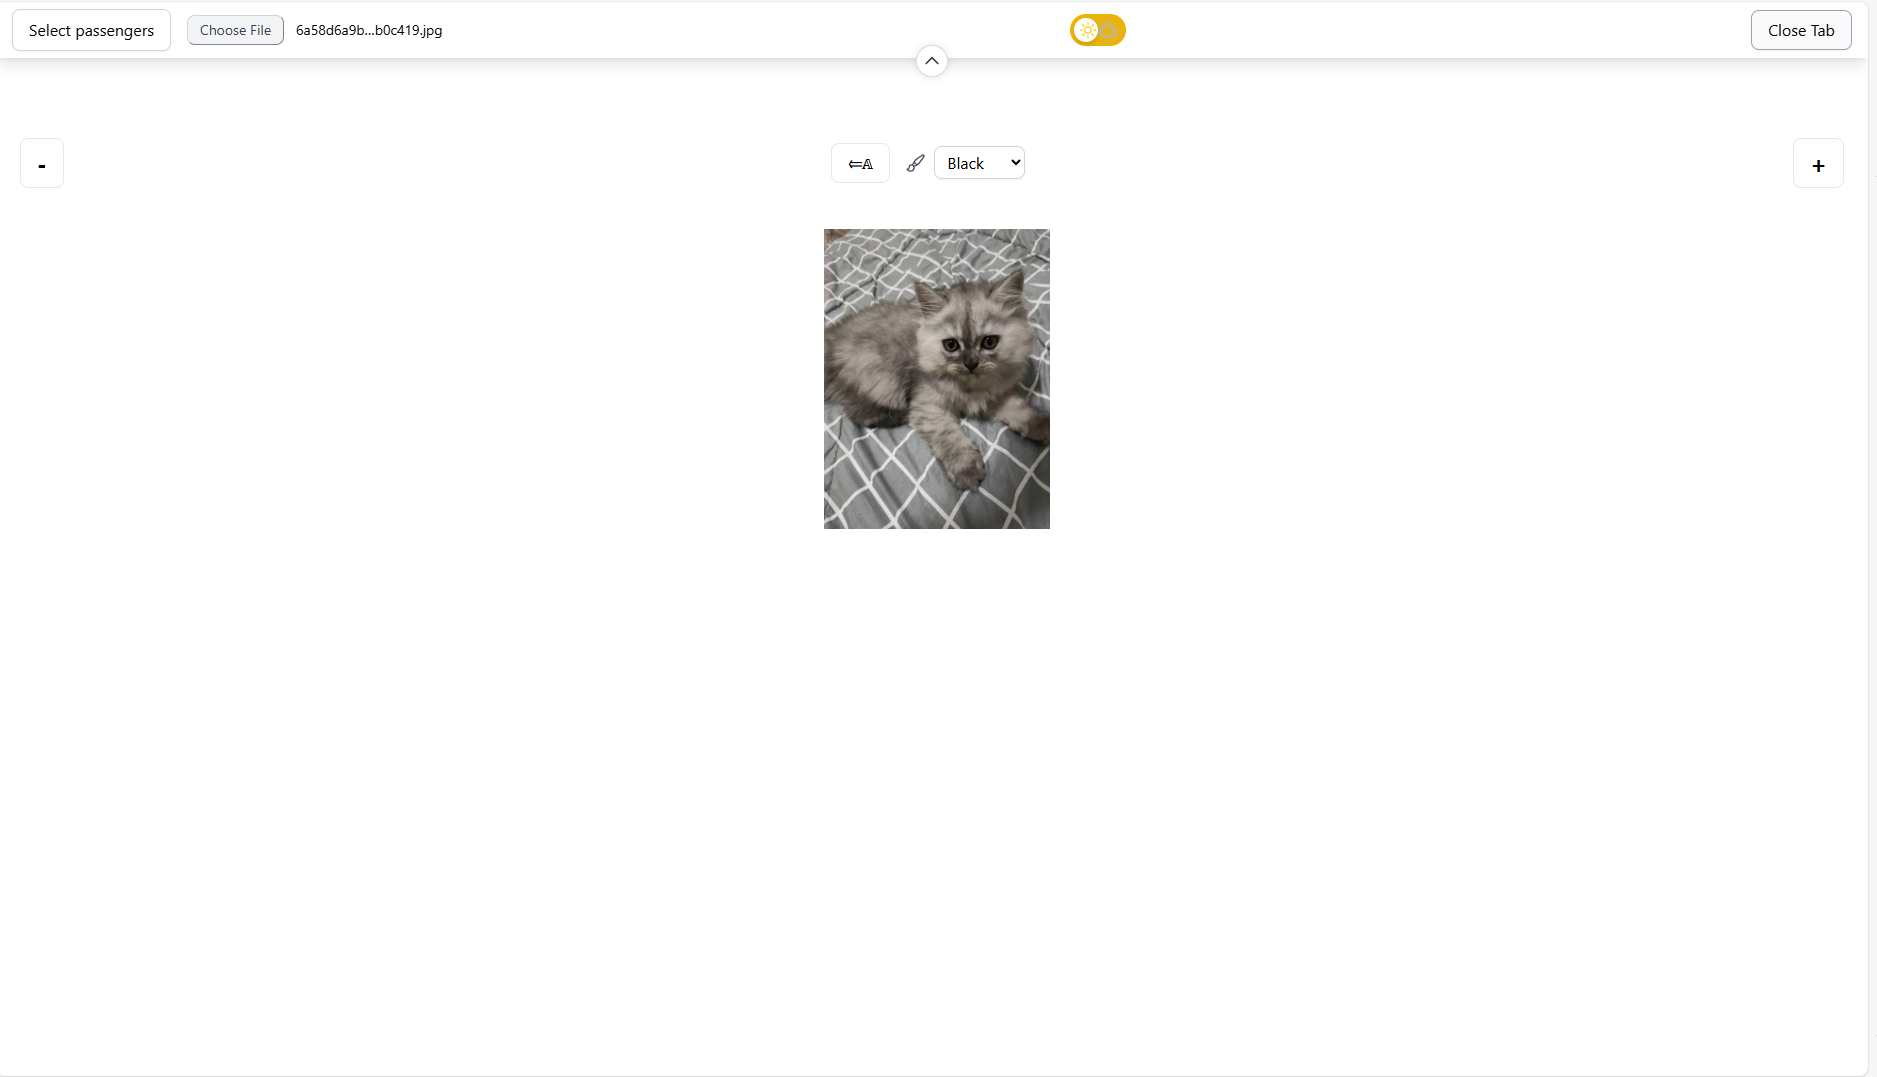 Select passengers
Choose File 6a58d6a9b...b0c419.jpg
Close Tab
-
⇐𝔸
Black
+